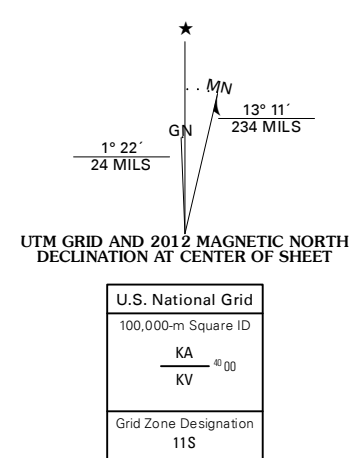 ★
MN
GN
13° 11´
234 MILS
1° 22´
24 MILS
UTM GRID AND 2012 MAGNETIC NORTH
DECLINATION AT CENTER OF SHEET
U.S. National Grid
100,000-m Square ID
KA
40 00
KV
Grid Zone Designation
11S